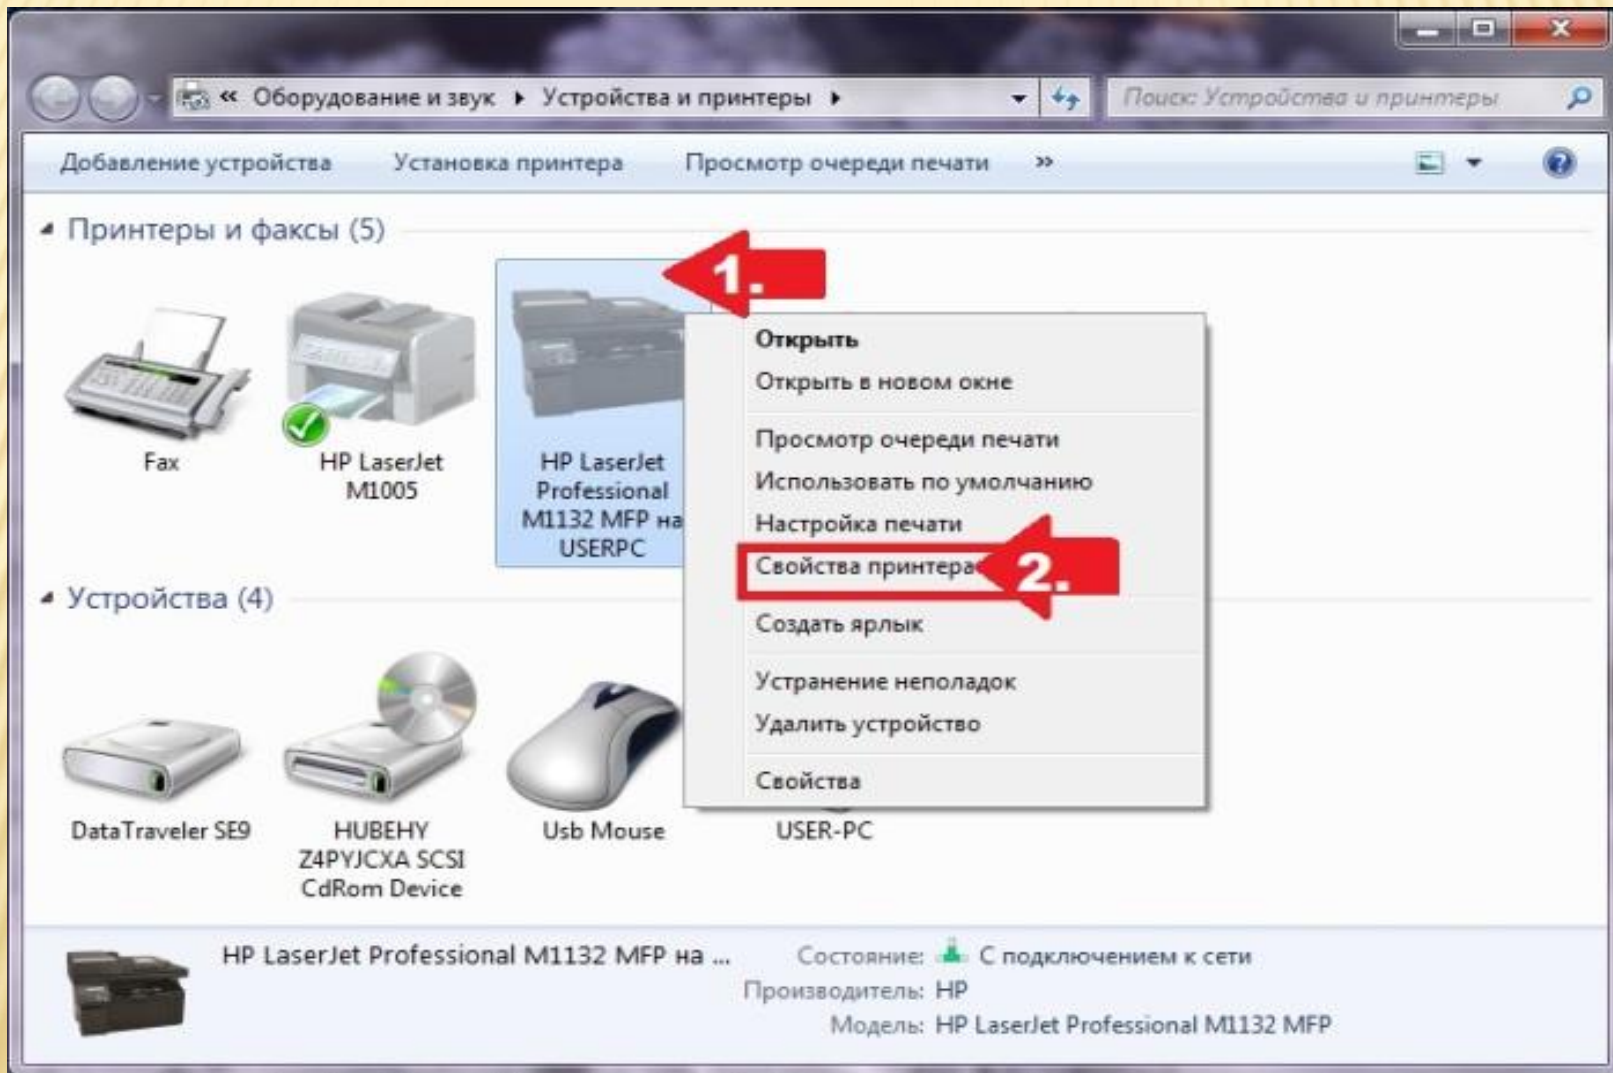 « Оборудование и звук ▸ Устройства и принтеры ▸
Поиск: Устройства и принтеры
Добавление устройства Установка принтера Просмотр очереди печати »
Принтеры и факсы (5)
1.
Fax
HP LaserJet
M1005
HP LaserJet
Professional
M1132 MFP на
USERPC
Открыть
Открыть в новом окне
Просмотр очереди печати
Использовать по умолчанию
Настройка печати
Свойства принтера
2.
Создать ярлык
Устранение неполадок
Удалить устройство
Свойства
Устройства (4)
DataTraveler SE9
HUBEHY
Z4PYJCXA SCSI
CdRom Device
Usb Mouse
USER-PC
HP LaserJet Professional M1132 MFP на ...
Состояние: С подключением к сети
Производитель: HP
Модель: HP LaserJet Professional M1132 MFP